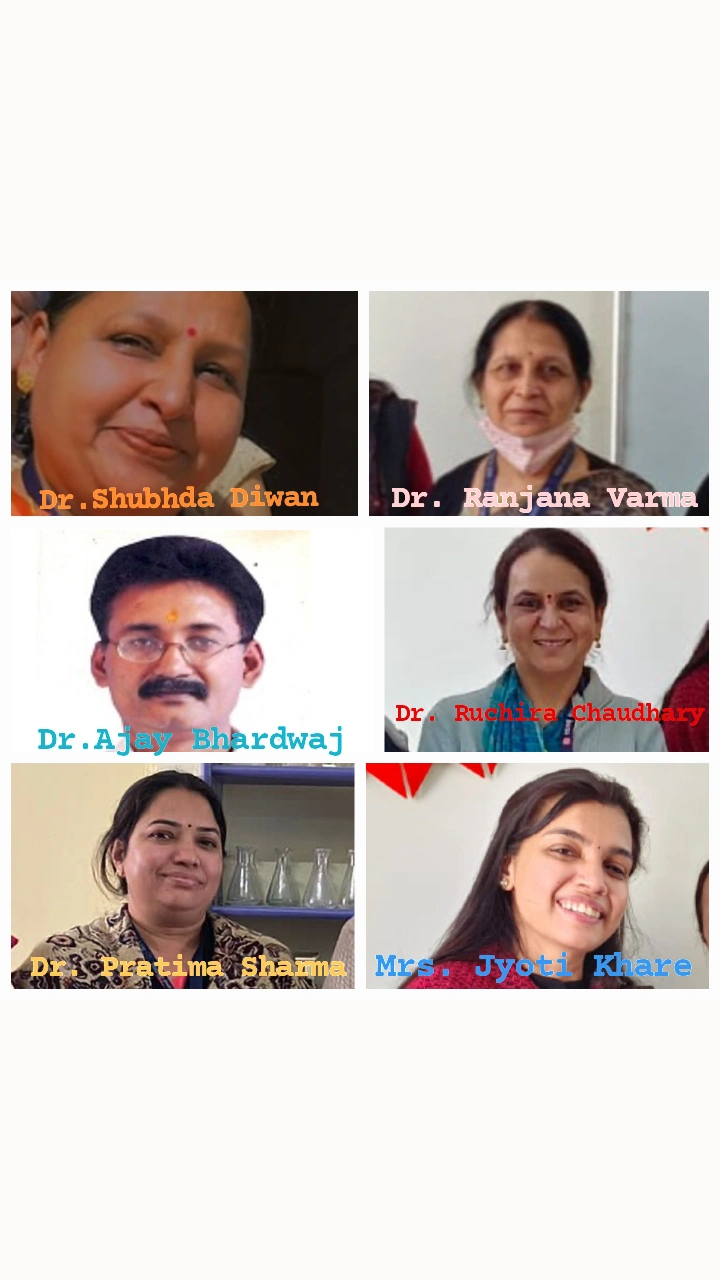 Dr.Shubhda Diwan
Dr. Ranjana Varma
Dr.Ajay Bhardwaj
Dr. Ruchira Chaudhary
Dr. Pratima Sharma
Mrs. Jyoti Khare